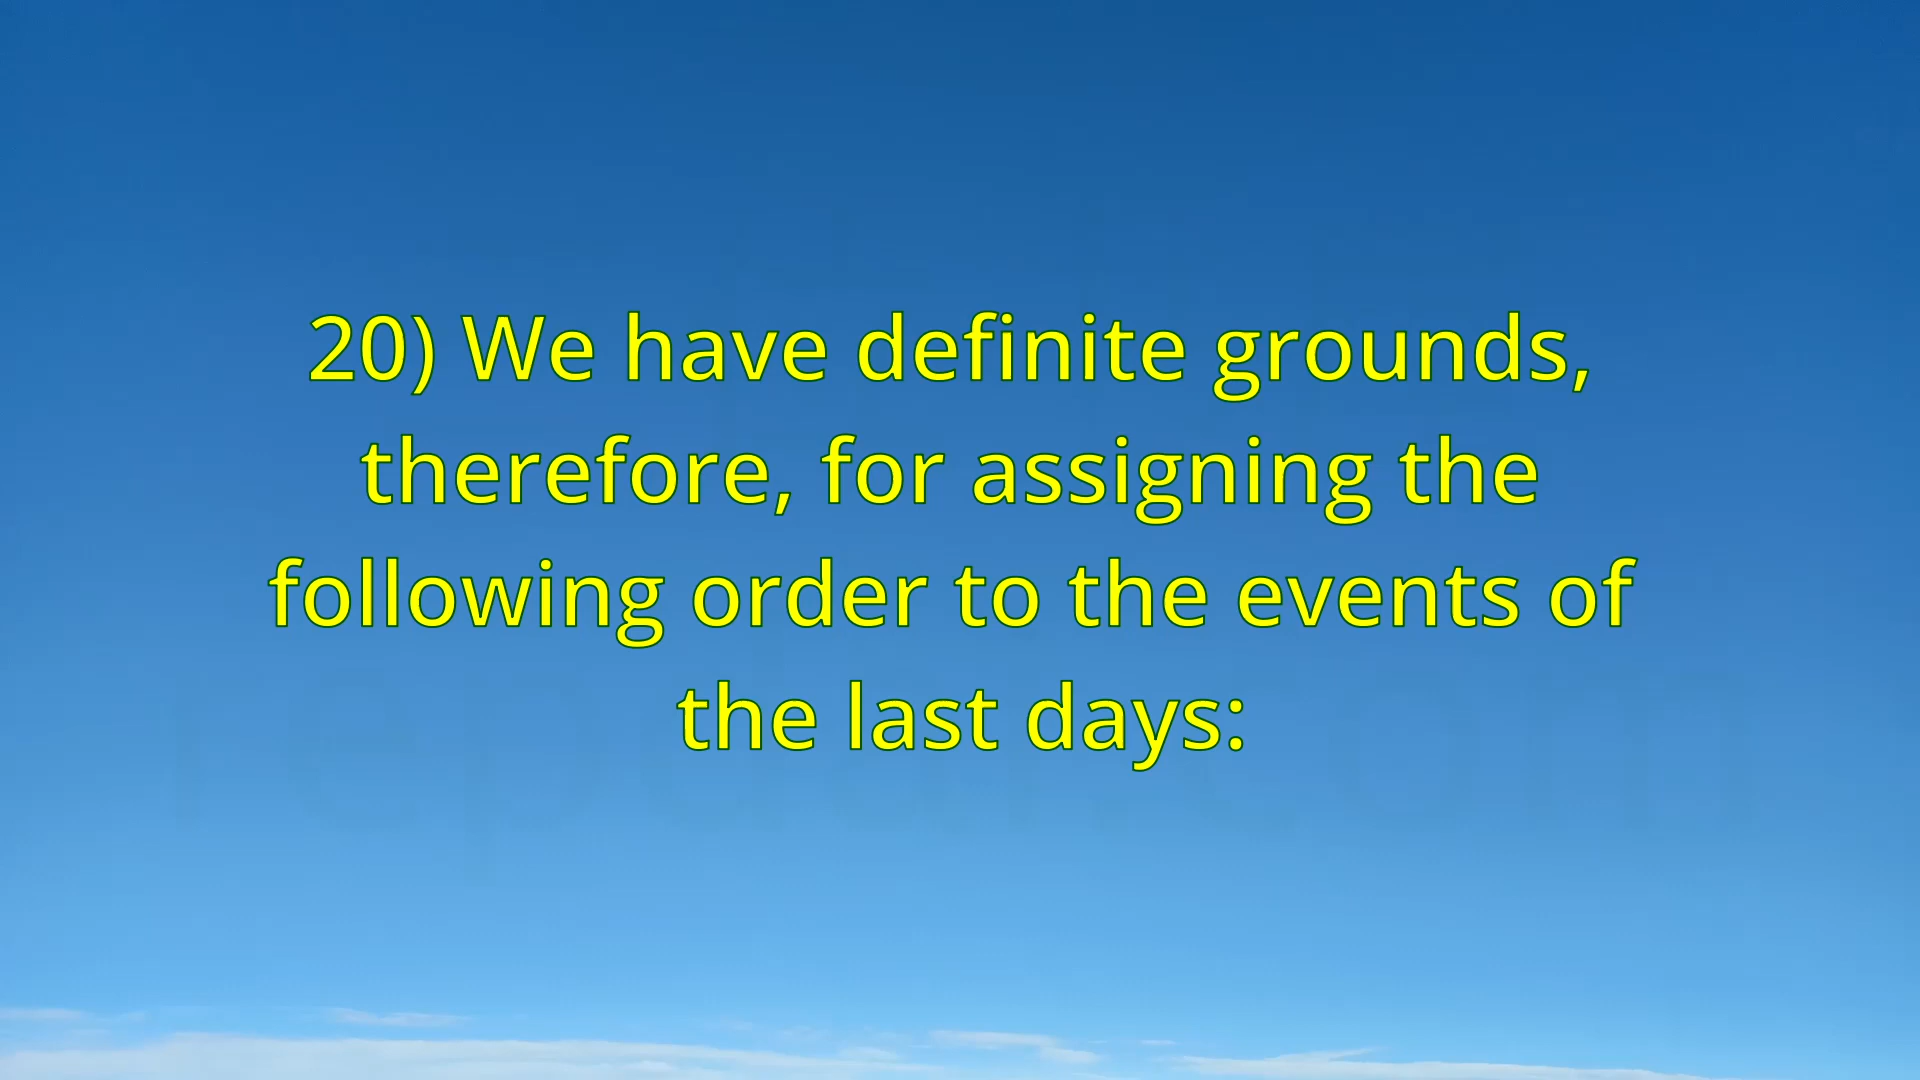 20) We have definite grounds,
therefore, for assigning the
following order to the events of
the last days: